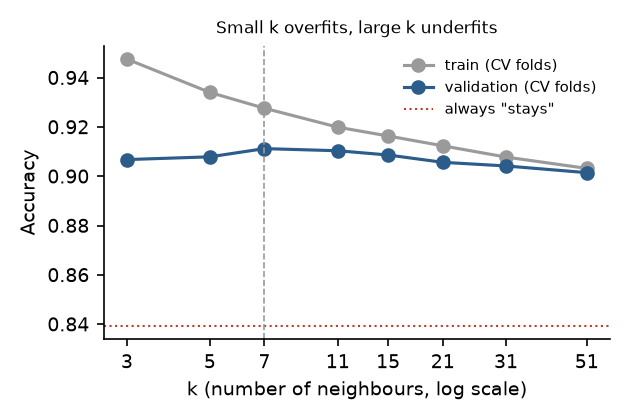 Small k overfits, large k underfits
train (CV folds)
validation (CV folds)
always "stays"
Accuracy
0.94
0.92
0.90
0.88
0.86
0.84
3 5 7 11 15 21 31 51
k (number of neighbours, log scale)